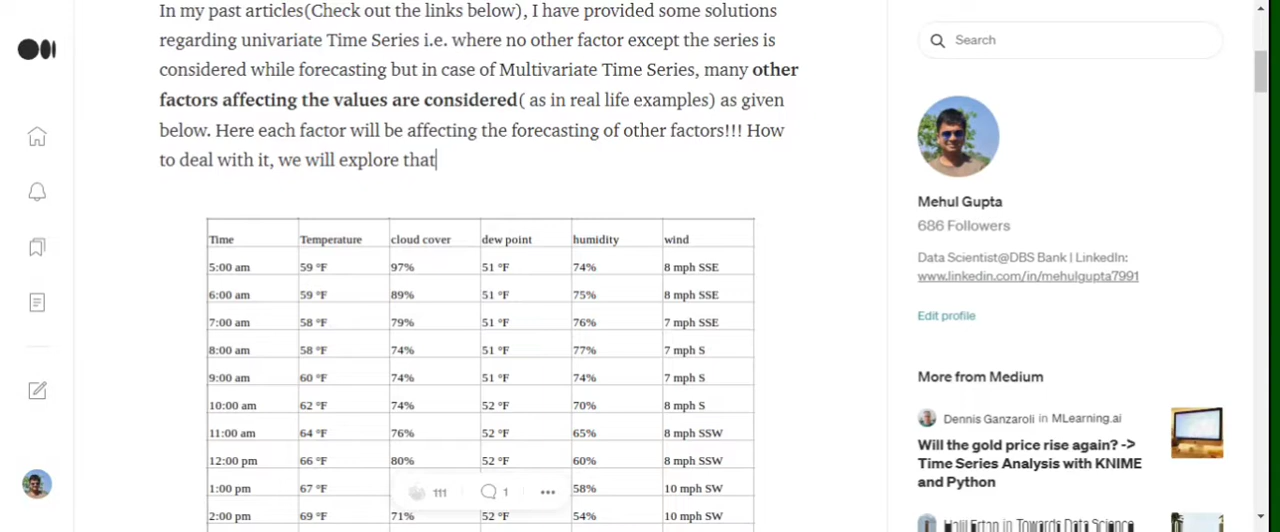 In my past articles(Check out the links below), I have provided some solutions
regarding univariate Time Series i.e. where no other factor except the series is
considered while forecasting but in case of Multivariate Time Series, many other
factors affecting the values are considered( as in real life examples) as given
below. Here each factor will be affecting the forecasting of other factors!!! How
to deal with it, we will explore that
Time Temperature cloud cover dew point humidity wind
5:00 am 59 °F 97% 51 °F 74% 8 mph SSE
6:00 am 59 °F 89% 51 °F 75% 8 mph SSE
7:00 am 58 °F 79% 51 °F 76% 7 mph SSE
8:00 am 58 °F 74% 51 °F 77% 7 mph S
9:00 am 60 °F 74% 51 °F 74% 7 mph S
10:00 am 62 °F 74% 52 °F 70% 8 mph S
11:00 am 64 °F 76% 52 °F 65% 8 mph SSW
12:00 pm 66 °F 80% 52 °F 60% 8 mph SSW
1:00 pm 67 °F 58% 10 mph SW
2:00 pm 69 °F 71% 52 °F 54% 10 mph SW
111 1
Search
Mehul Gupta
686 Followers
Data Scientist@DBS Bank | LinkedIn:
www.linkedin.com/in/mehulgupta7991
Edit profile
More from Medium
Dennis Ganzaroli in MLearning.ai
Will the gold price rise again? ->
Time Series Analysis with KNIME
and Python
in Towards Data Science